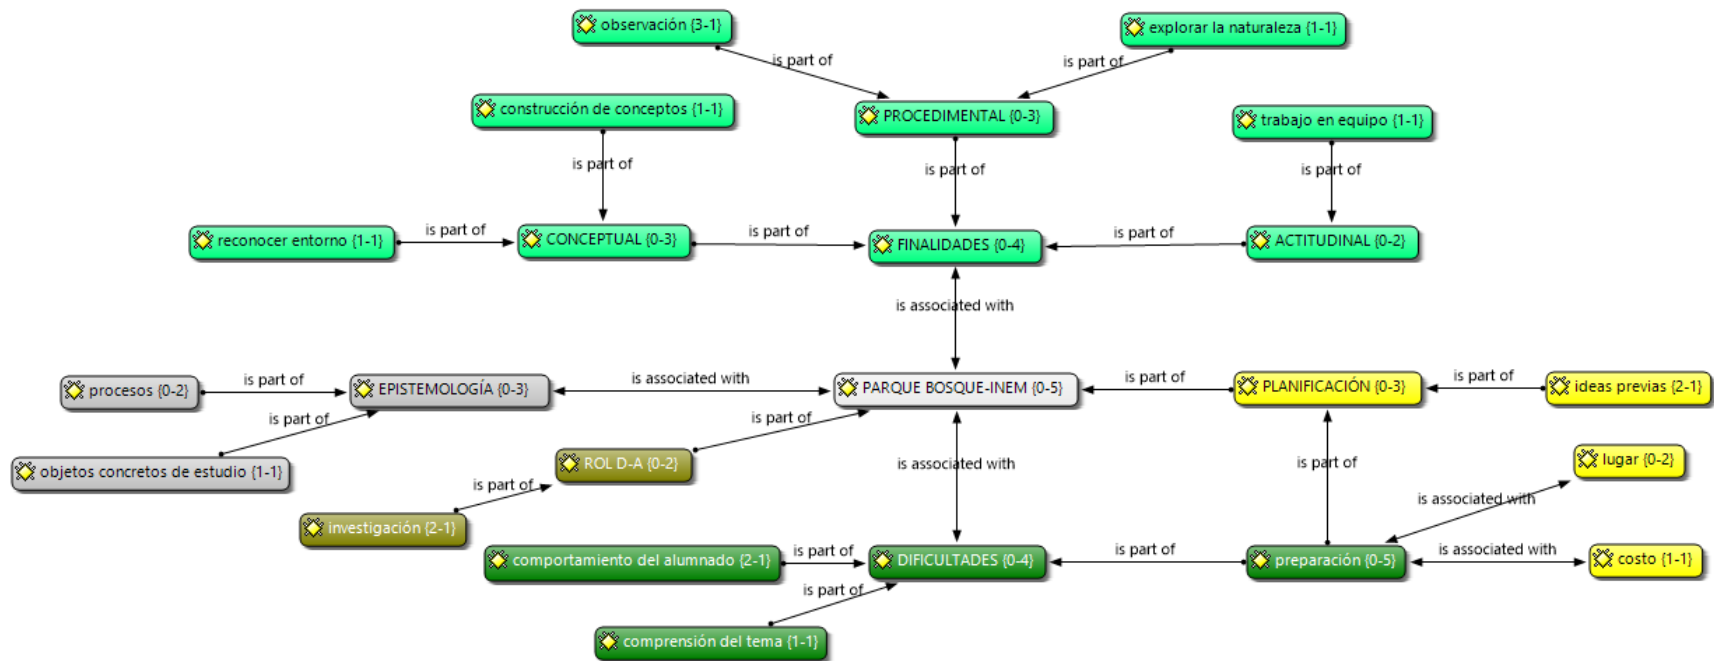 observación {3-1}
explorar la naturaleza {1-1}
is part of
is part of
construcción de conceptos {1-1}
PROCEDIMENTAL {0-3}
trabajo en equipo {1-1}
is part of
is part of
is part of
reconocer entorno {1-1}
is part of
CONCEPTUAL {0-3}
is part of
FINALIDADES {0-4}
is part of
ACTITUDINAL {0-2}
is associated with
procesos {0-2}
is part of
EPISTEMOLOGÍA {0-3}
is associated with
PARQUE BOSQUE-INEM {0-5}
is part of
PLANIFICACIÓN {0-3}
is part of
ideas previas {2-1}
is part of
is part of
objetos concretos de estudio {1-1}
ROL D-A {0-2}
is associated with
is part of
lugar {0-2}
is part of
is associated with
investigación {2-1}
comportamiento del alumnado {2-1}
is part of
DIFICULTADES {0-4}
is part of
preparación {0-5}
is associated with
costo {1-1}
is part of
comprensión del tema {1-1}